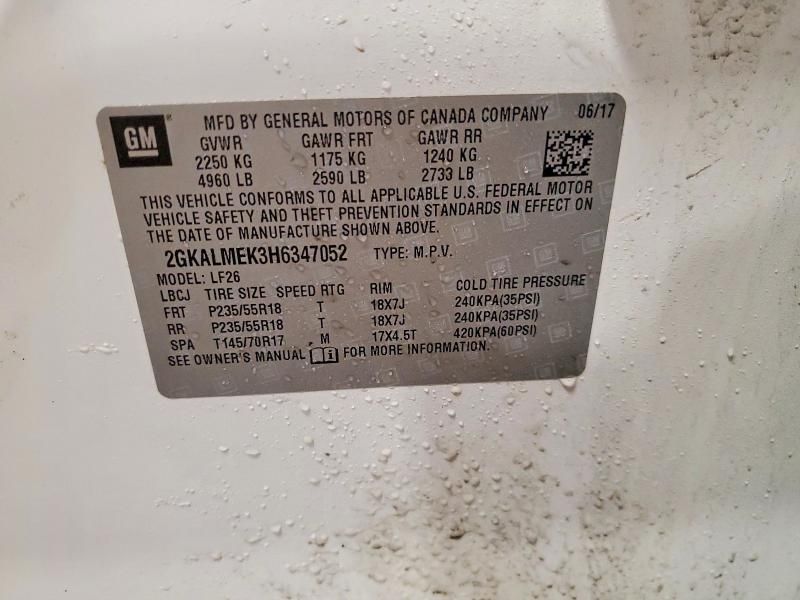 GM MFD BY GENERAL MOTORS OF CANADA COMPANY 06/17
GVWR GAWR FRT GAWR RR
2250 KG 1175 KG 1240 KG
4960 LB 2590 LB 2733 LB
THIS VEHICLE CONFORMS TO ALL APPLICABLE U.S. FEDERAL MOTOR
VEHICLE SAFETY AND THEFT PREVENTION STANDARDS IN EFFECT ON
THE DATE OF MANUFACTURE SHOWN ABOVE.
2GKALMEK3H6347052 TYPE: M.P.V.
MODEL: LF26
LBCJ TIRE SIZE SPEED RTG RIM COLD TIRE PRESSURE
FRT P235/55R18 T 18X7J 240KPA(35PSI)
RR P235/55R18 T 18X7J 240KPA(35PSI)
SPA T145/70R17 M 17X4.5T 420KPA(60PSI)
SEE OWNER'S MANUAL FOR MORE INFORMATION.